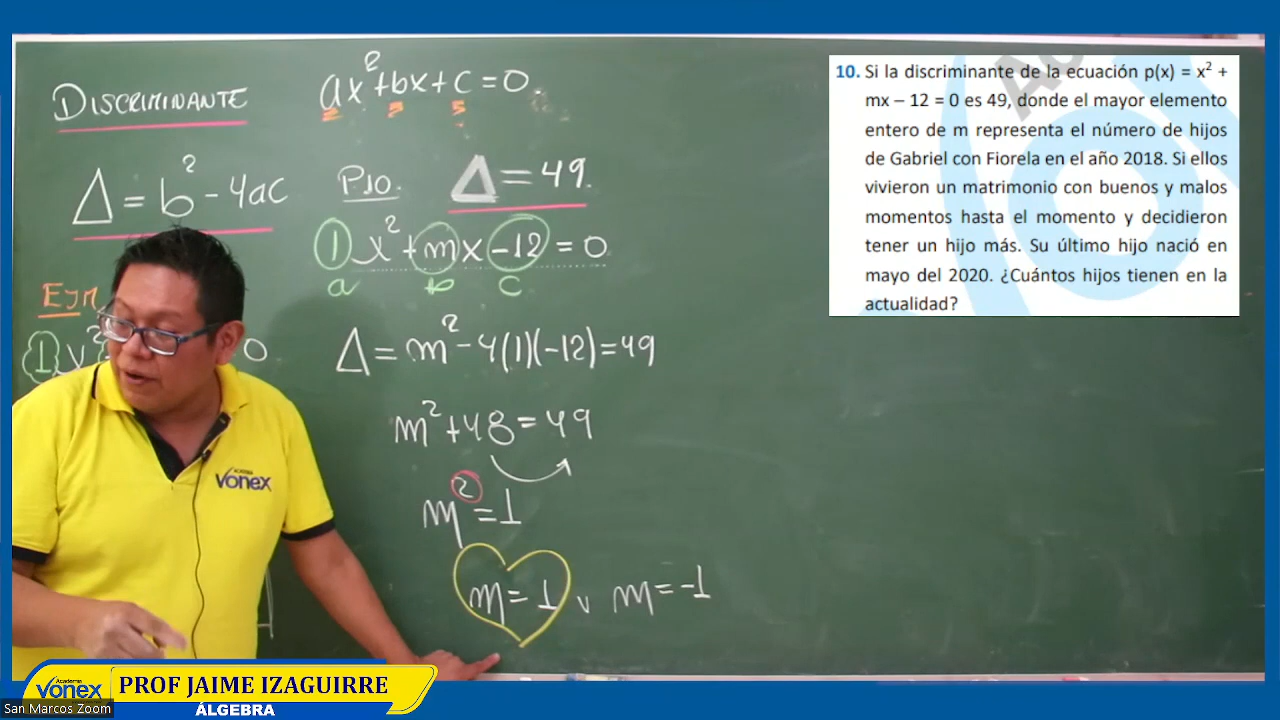 DISCRIMINANTE
ax²+bx+c=0
Δ=b²-4ac
P10.
Δ=49.
1x²+mx-12=0
a b c
EJM
1
0
Δ=m²-4(1)(-12)=49
m²+48=49
m²=1
m=1 v m=-1
10. Si la discriminante de la ecuación p(x) = x² +
mx – 12 = 0 es 49, donde el mayor elemento
entero de m representa el número de hijos
de Gabriel con Fiorela en el año 2018. Si ellos
vivieron un matrimonio con buenos y malos
momentos hasta el momento y decidieron
tener un hijo más. Su último hijo nació en
mayo del 2020. ¿Cuántos hijos tienen en la
actualidad?
ACADEMIA
Vonex
Academia
VONEX
PROF JAIME IZAGUIRRE
ÁLGEBRA
San Marcos Zoom